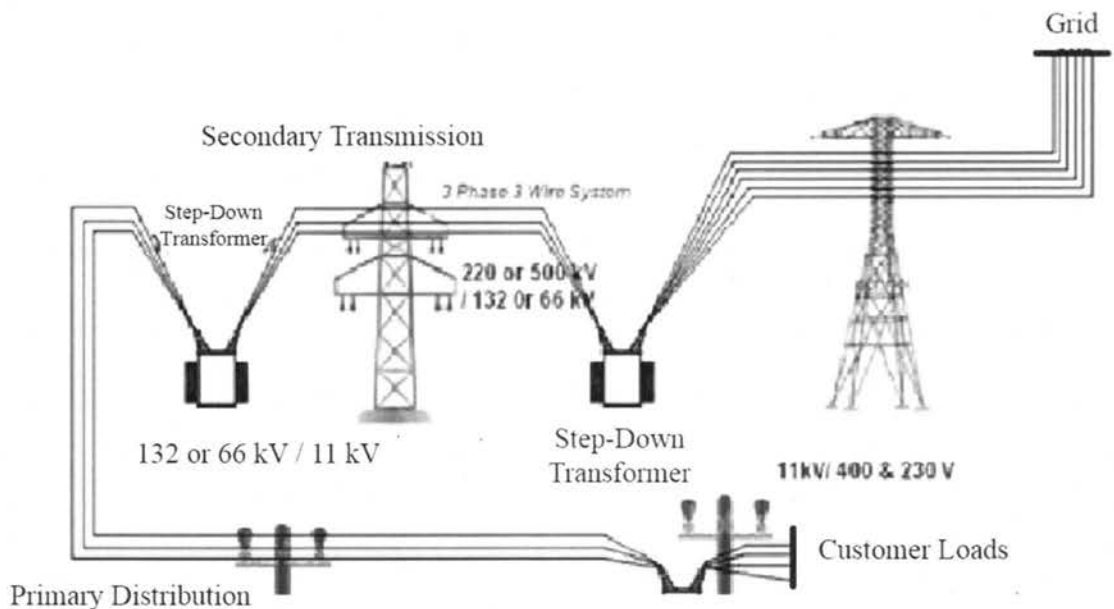 Grid
Secondary Transmission
3 Phase 3 Wire System
Step-Down
Transformer
220 or 500 kV
/ 132 0r 66 kV
132 or 66 kV / 11 kV
Step-Down
Transformer
11kV/ 400 & 230 V
Customer Loads
Primary Distribution